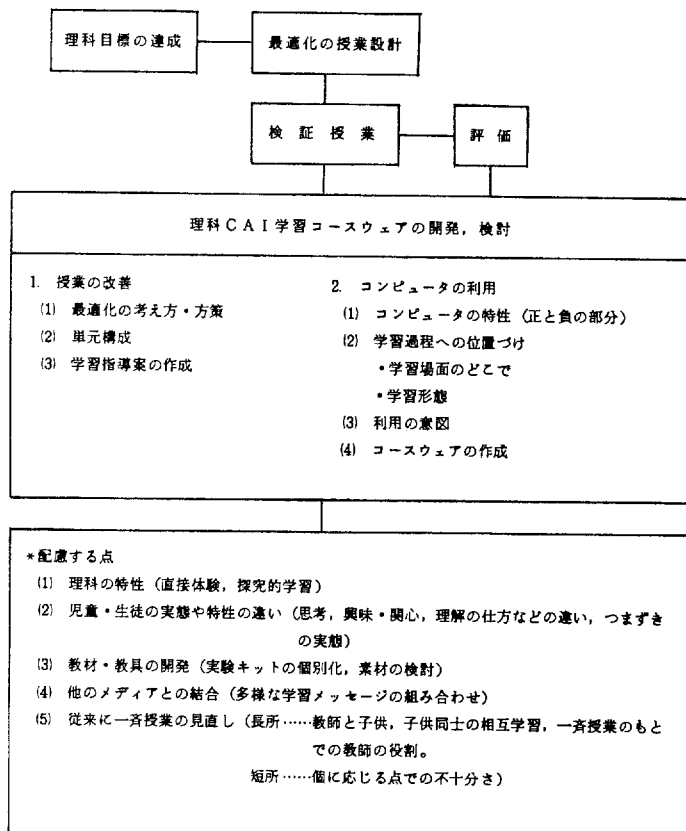 理科目標の達成
最適化の授業設計
検証授業
評価
理科CAI学習コースウェアの開発，検討
1. 授業の改善
(1) 最適化の考え方・方策
(2) 単元構成
(3) 学習指導案の作成
2. コンピュータの利用
(1) コンピュータの特性（正と負の部分）
(2) 学習過程への位置づけ
・学習場面のどこで
・学習形態
(3) 利用の意図
(4) コースウェアの作成
*配慮する点
(1) 理科の特性（直接体験，探究的学習）
(2) 児童・生徒の実態や特性の違い（思考，興味・関心，理解の仕方などの違い，つまずき
の実態）
(3) 教材・教具の開発（実験キットの個別化，素材の検討）
(4) 他のメディアとの結合（多様な学習メッセージの組み合わせ）
(5) 従来に一斉授業の見直し（長所……教師と子供，子供同士の相互学習，一斉授業のもと
での教師の役割。
短所……個に応じる点での不十分さ）